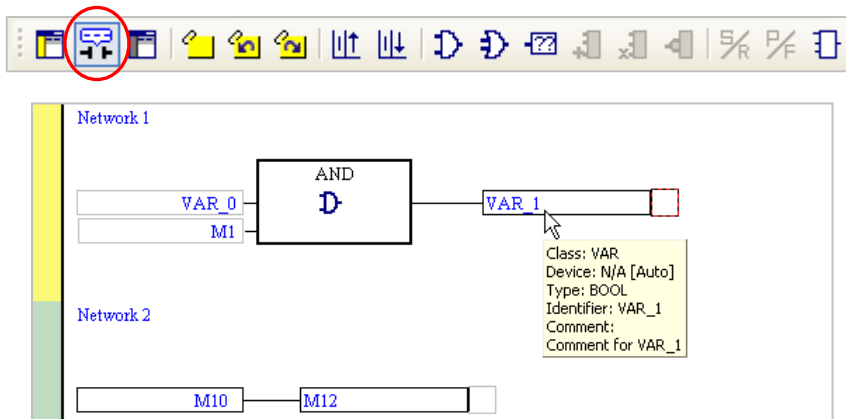 ??
S/R P/F
Network 1
AND
VAR_0
VAR_1
M1
Class: VAR
Device: N/A [Auto]
Type: BOOL
Identifier: VAR_1
Comment:
Comment for VAR_1
Network 2
M10
M12